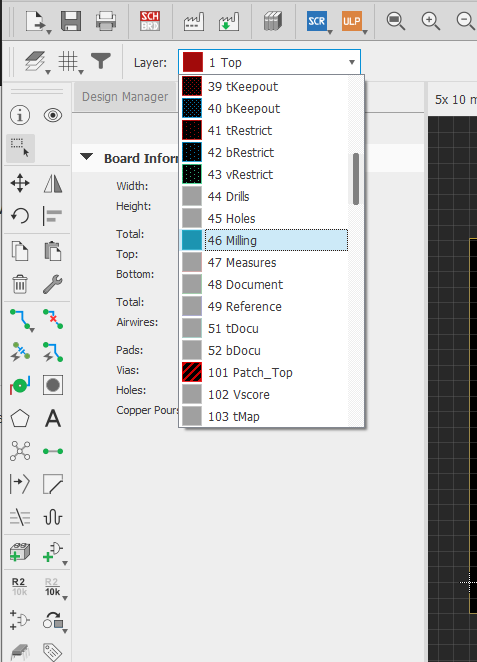 SCH
BRD
SCR
ULP
Layer:
1 Top
Design Manager
5x 10 m
39 tKeepout
40 bKeepout
41 tRestrict
42 bRestrict
43 vRestrict
44 Drills
45 Holes
46 Milling
47 Measures
48 Document
49 Reference
51 tDocu
52 bDocu
101 Patch_Top
102 Vscore
103 tMap
Board Inform
Width:
Height:
Total:
Top:
Bottom:
Total:
Airwires:
Pads:
Vias:
Holes:
Copper Pours
A
R2
10k
R2
10k